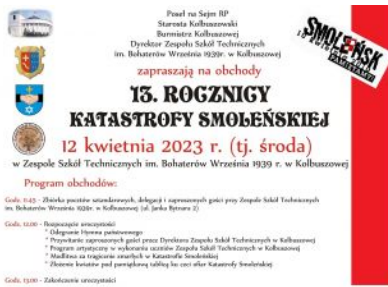 Poseł na Sejm RP
Starosta Kolbuszowski
Burmistrz Kolbuszowej
Dyrektor Zespołu Szkół Technicznych
im. Bohaterów Września 1939r. w Kolbuszowej
zapraszają na obchody
13. ROCZNICY
KATASTROFY SMOLEŃSKIEJ
12 kwietnia 2023 r. (tj. środa)
w Zespole Szkół Technicznych im. Bohaterów Września 1939 r. w Kolbuszowej
Program obchodów:
Godz. 11.45 - Zbiórka pocztów sztandarowych, delegacji i zaproszonych gości przy Zespole Szkół Technicznych
im. Bohaterów Września 1939r. w Kolbuszowej (ul. Janka Bytnara 2)
Godz. 12.00 - Rozpoczęcie uroczystości
* Odegranie Hymnu państwowego
* Przywitanie zaproszonych gości przez Dyrektora Zespołu Szkół Technicznych w Kolbuszowej
* Program artystyczny w wykonaniu uczniów Zespołu Szkół Technicznych w Kolbuszowej
* Modlitwa za tragicznie zmarłych w Katastrofie Smoleńskiej
* Złożenie kwiatów pod pamiątkową tablicą ku czci ofiar Katastrofy Smoleńskiej
Godz. 13.00 - Zakończenie uroczystości
SMOLEŃSK
PAMIĘTAMY!